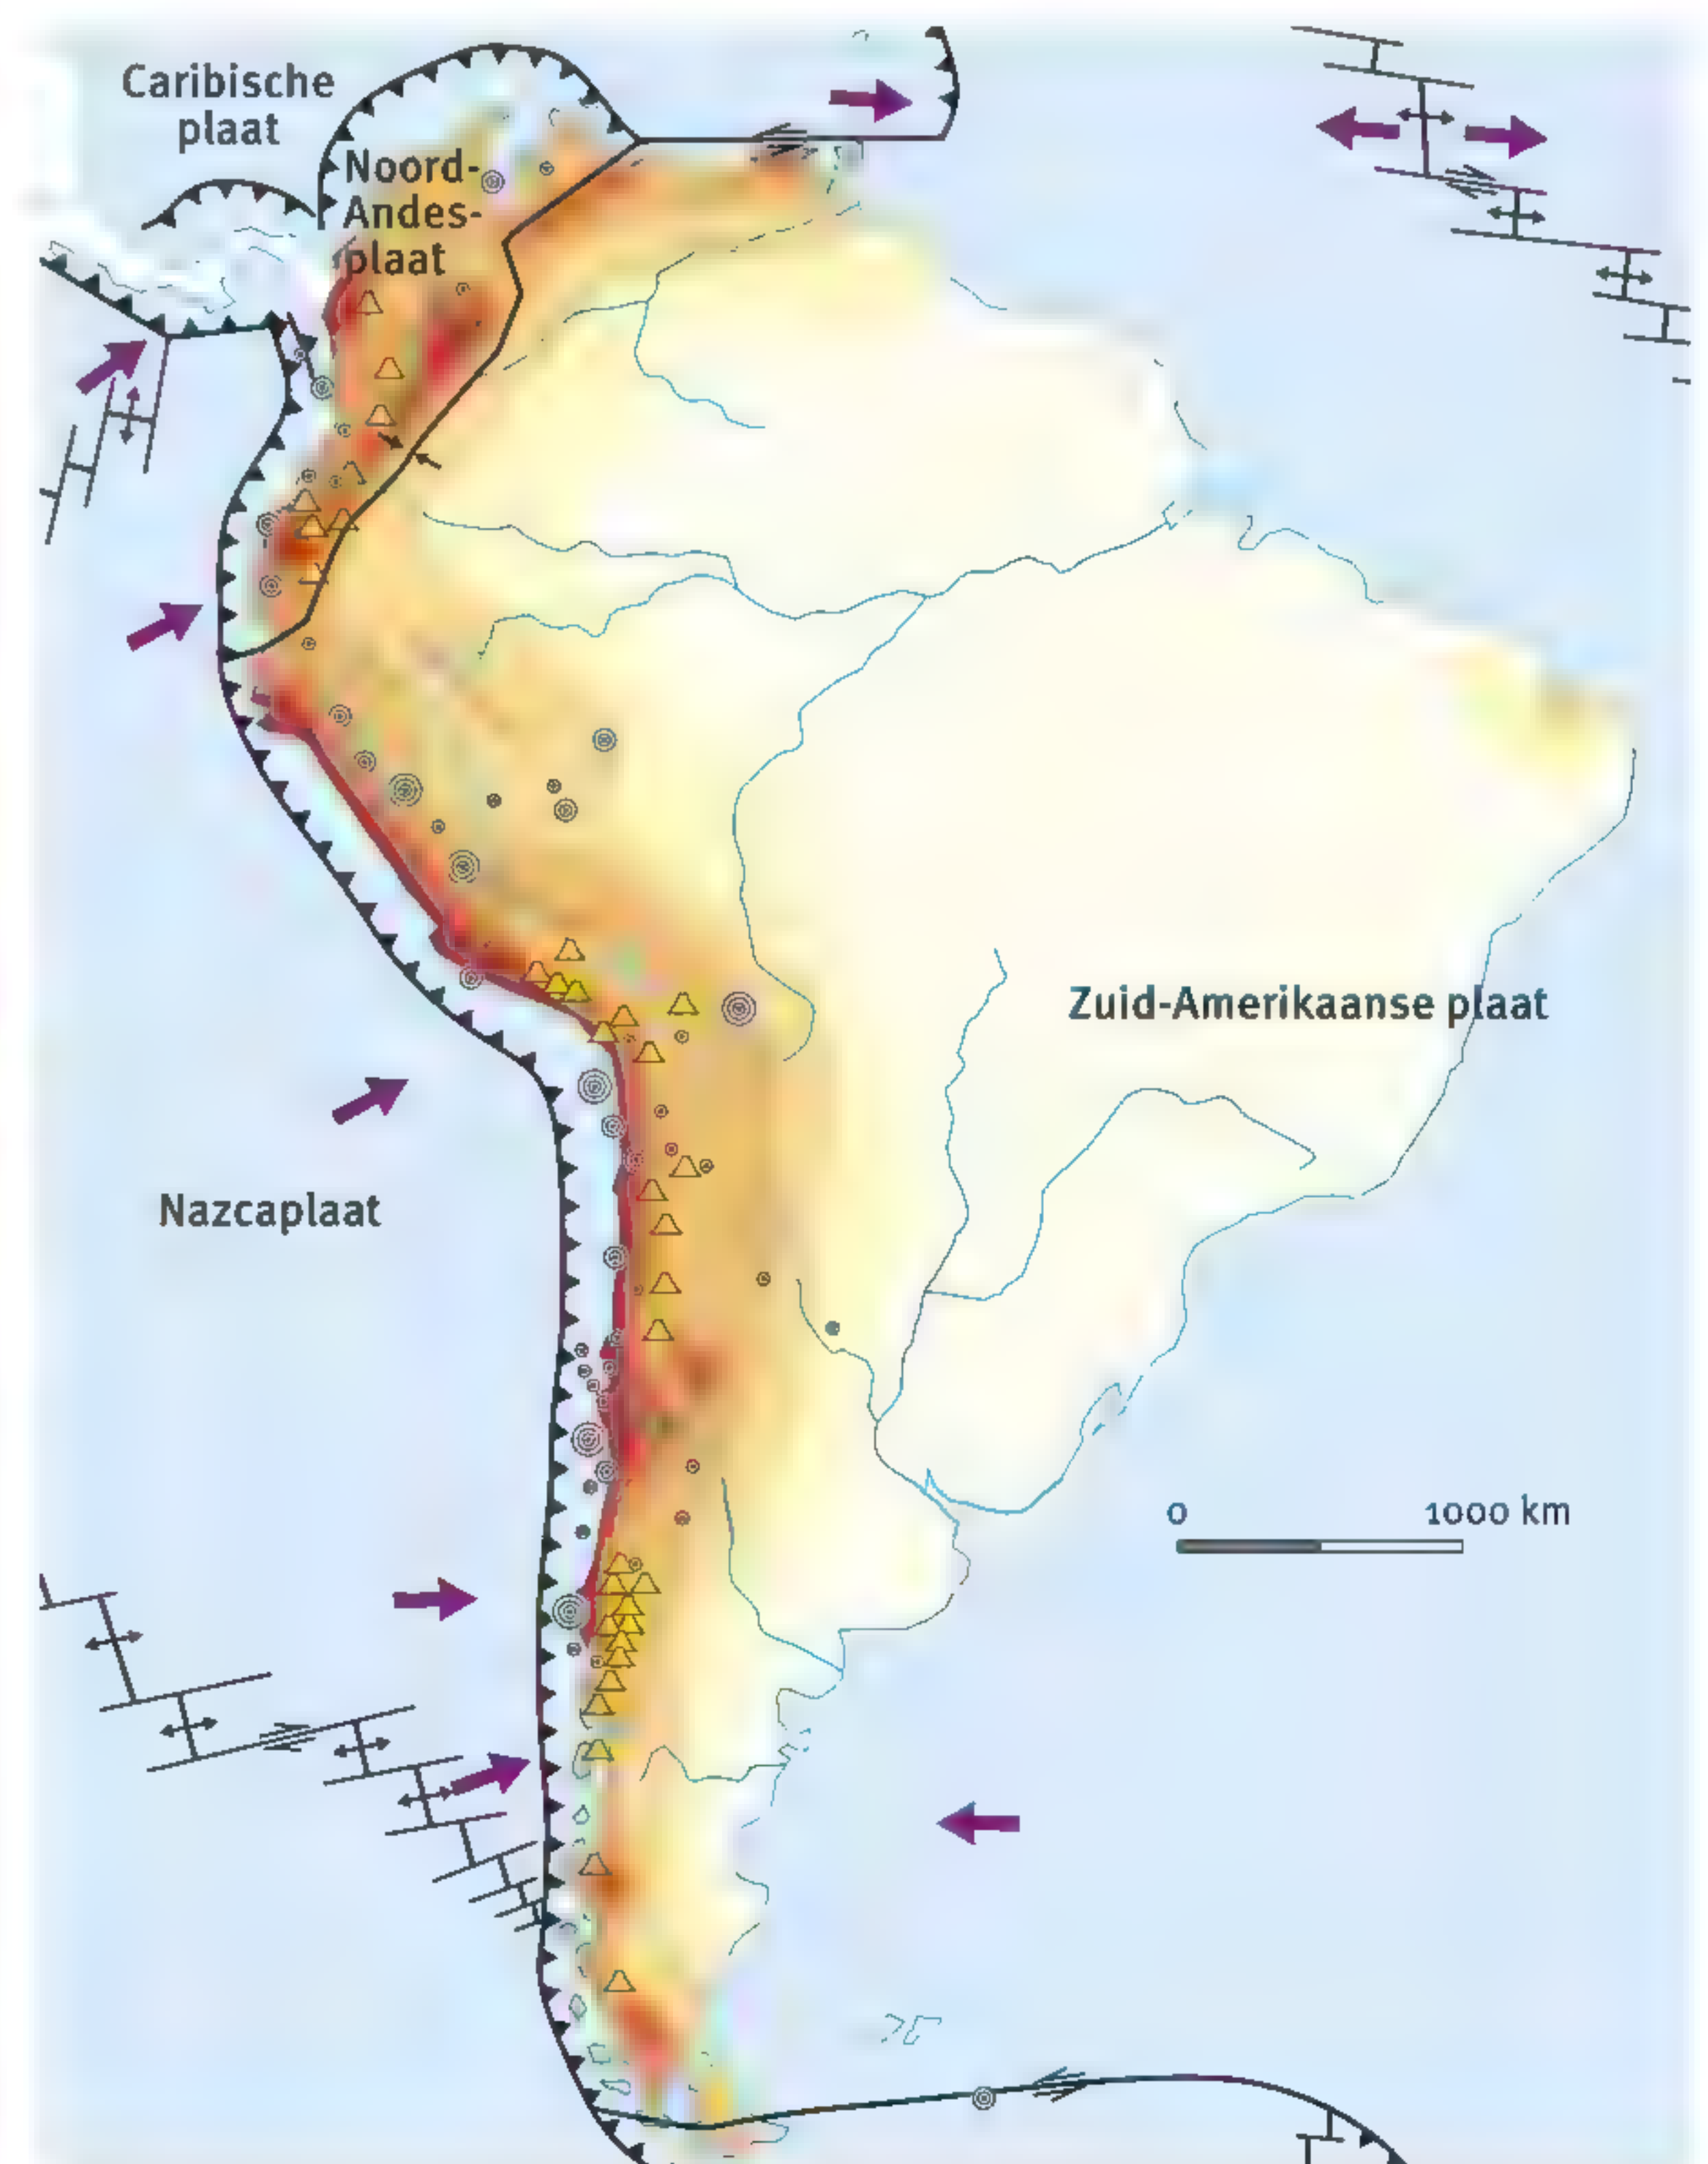 Caribische
plaat
Noord-
Andes-
plaat
Zuid-Amerikaanse plaat
Nazcaplaat
0 1000 km